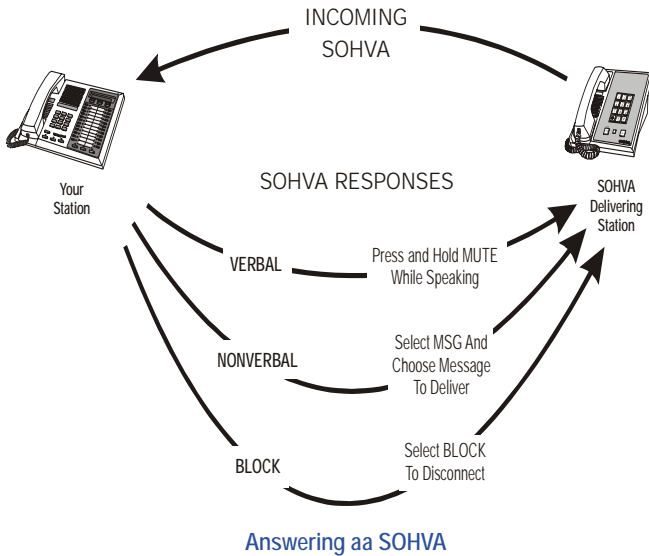 INCOMING
SOHVA
Your
Station
SOHVA
Delivering
Station
SOHVA RESPONSES
VERBAL
Press and Hold MUTE
While Speaking
NONVERBAL
Select MSG And
Choose Message
To Deliver
BLOCK
Select BLOCK
To Disconnect
Answering aa SOHVA